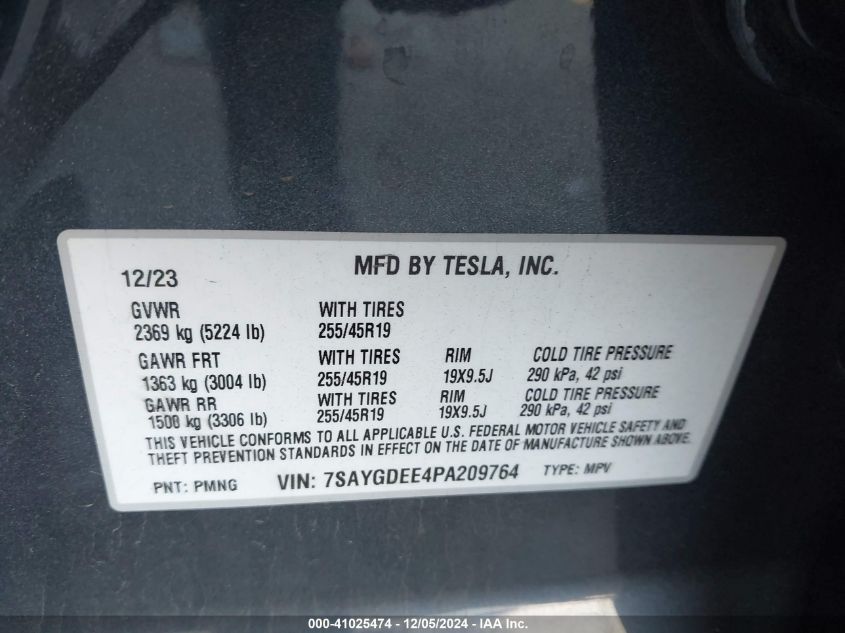 MFD BY TESLA, INC.
12/23
GVWR WITH TIRES
2369 kg (5224 lb) 255/45R19
GAWR FRT WITH TIRES RIM COLD TIRE PRESSURE
1363 kg (3004 lb) 255/45R19 19X9.5J 290 kPa, 42 psi
GAWR RR WITH TIRES RIM COLD TIRE PRESSURE
1500 kg (3306 lb) 255/45R19 19X9.5J 290 kPa, 42 psi
THIS VEHICLE CONFORMS TO ALL APPLICABLE U.S. FEDERAL MOTOR VEHICLE SAFETY AND
THEFT PREVENTION STANDARDS IN EFFECT ON THE DATE OF MANUFACTURE SHOWN ABOVE.
PNT: PMNG VIN: 7SAYGDEE4PA209764 TYPE: MPV
000-41025474 - 12/05/2024 - IAA Inc.